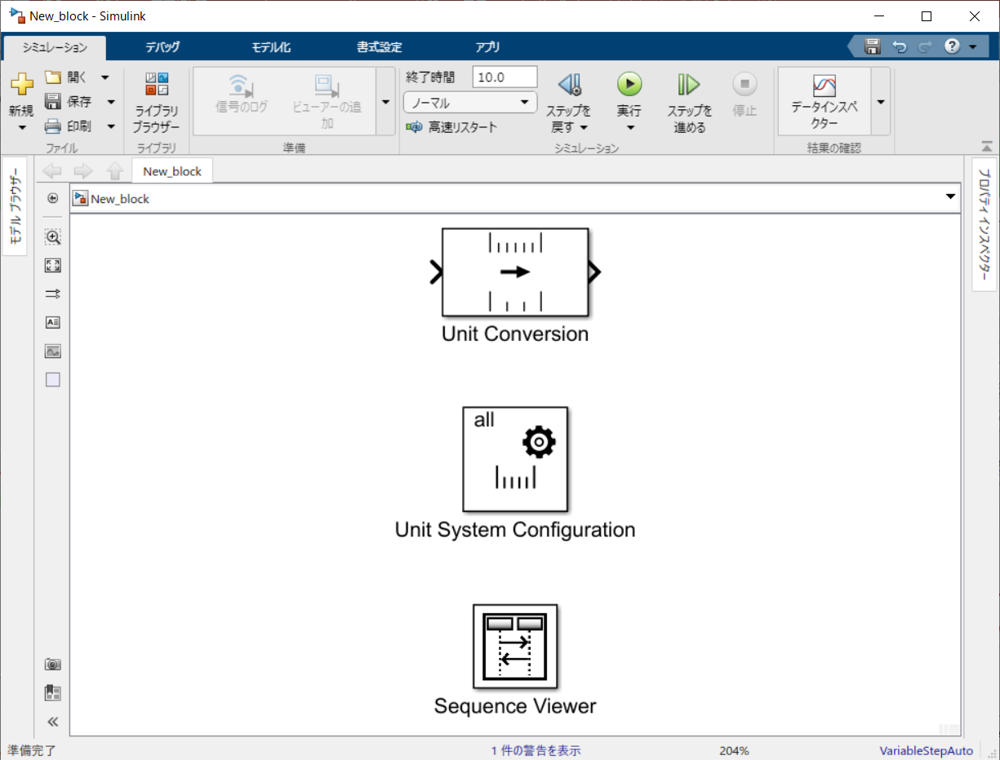 New_block - Simulink
シミュレーション
デバッグ
モデル化
書式設定
アプリ
新規
開く
保存
印刷
ファイル
ライブラリ
ブラウザー
ライブラリ
信号のログ
ビューアーの追
加
準備
終了時間
10.0
ノーマル
高速リスタート
ステップを
戻す
実行
ステップを
進める
停止
シミュレーション
データインスペ
クター
結果の確認
モデル ブラウザー
New_block
New_block
プロパティ インスペクター
Unit Conversion
all
Unit System Configuration
Sequence Viewer
準備完了
1 件の警告を表示
204%
VariableStepAuto